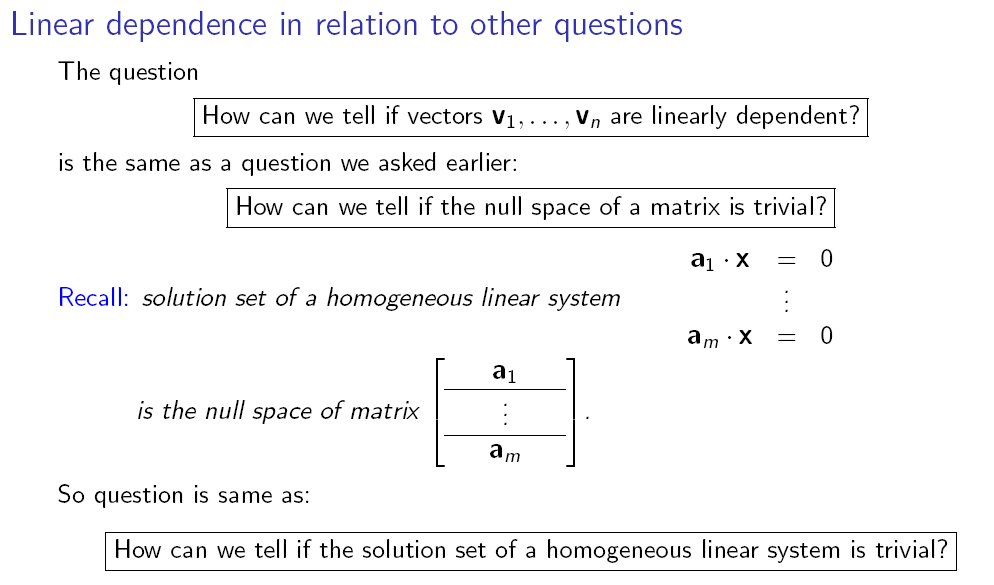 Linear dependence in relation to other questions
The question
How can we tell if vectors v₁, . . . , vₙ are linearly dependent?
is the same as a question we asked earlier:
How can we tell if the null space of a matrix is trivial?
a₁ · x = 0
Recall: solution set of a homogeneous linear system ⋮
aₘ · x = 0
a₁
is the null space of matrix [ ⋮ ] .
aₘ
So question is same as:
How can we tell if the solution set of a homogeneous linear system is trivial?